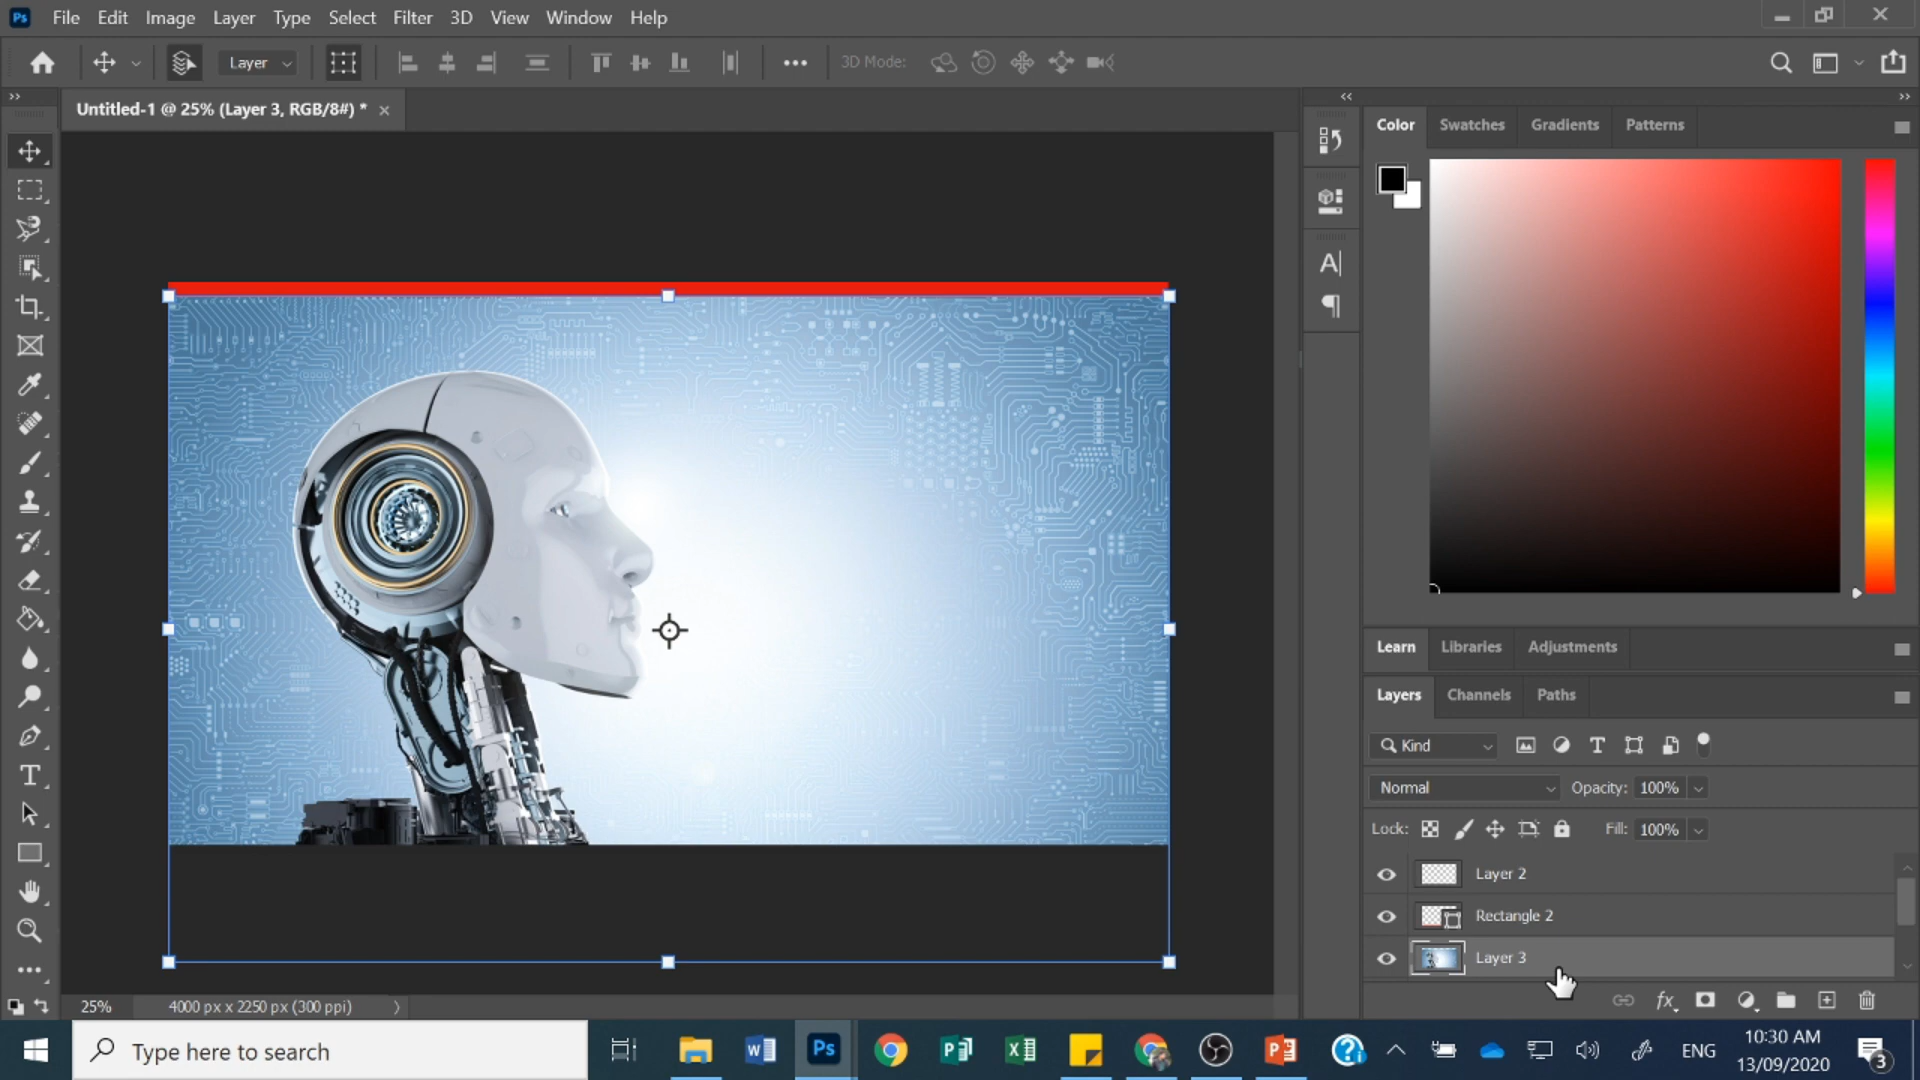 Ps File Edit Image Layer Type Select Filter 3D View Window Help
Layer 3D Mode:
Untitled-1 @ 25% (Layer 3, RGB/8#) *
Color Swatches Gradients Patterns
A
Learn Libraries Adjustments
Layers Channels Paths
Kind
Normal Opacity: 100%
Lock: Fill: 100%
Layer 2
Rectangle 2
Layer 3
fx
25% 4000 px x 2250 px (300 ppi)
Type here to search
Ps
ENG
10:30 AM
13/09/2020
3